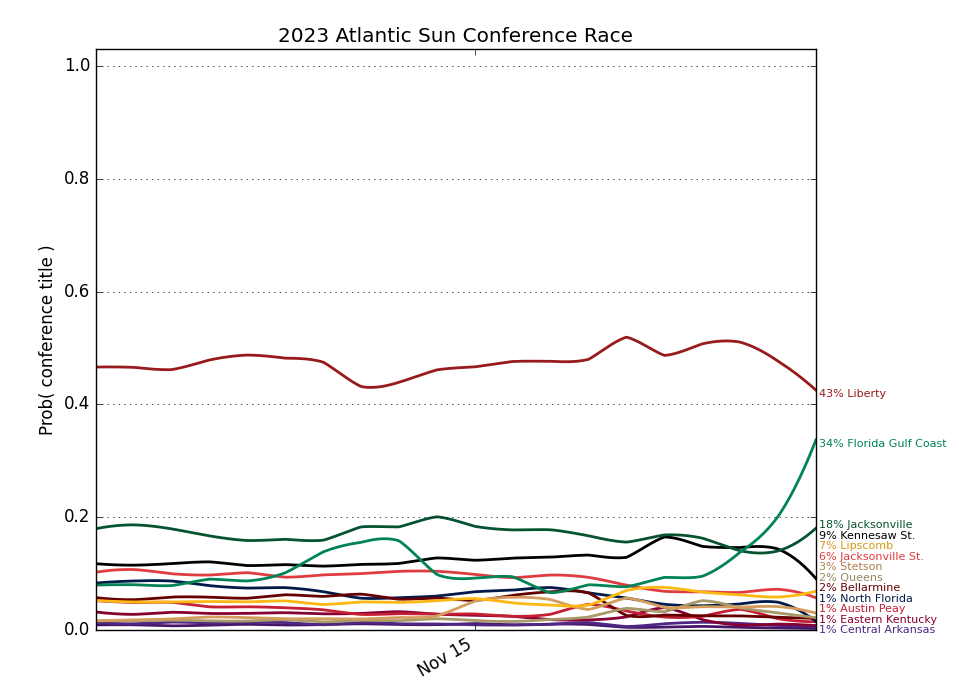 2023 Atlantic Sun Conference Race
1.0
0.8
0.6
0.4
0.2
0.0
Prob( conference title )
Nov 15
43% Liberty
34% Florida Gulf Coast
18% Jacksonville
9% Kennesaw St.
7% Lipscomb
6% Jacksonville St.
3% Stetson
2% Queens
2% Bellarmine
1% North Florida
1% Austin Peay
1% Eastern Kentucky
1% Central Arkansas